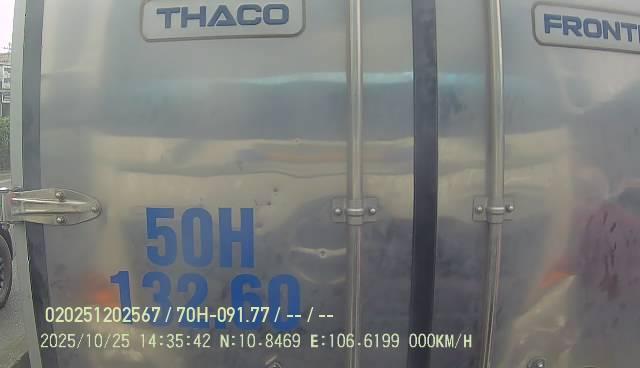 THACO
FRONT
50H
132.60
020251202567 / 70H-091.77 / -- / --
2025/10/25 14:35:42 N:10.8469 E:106.6199 000KM/H